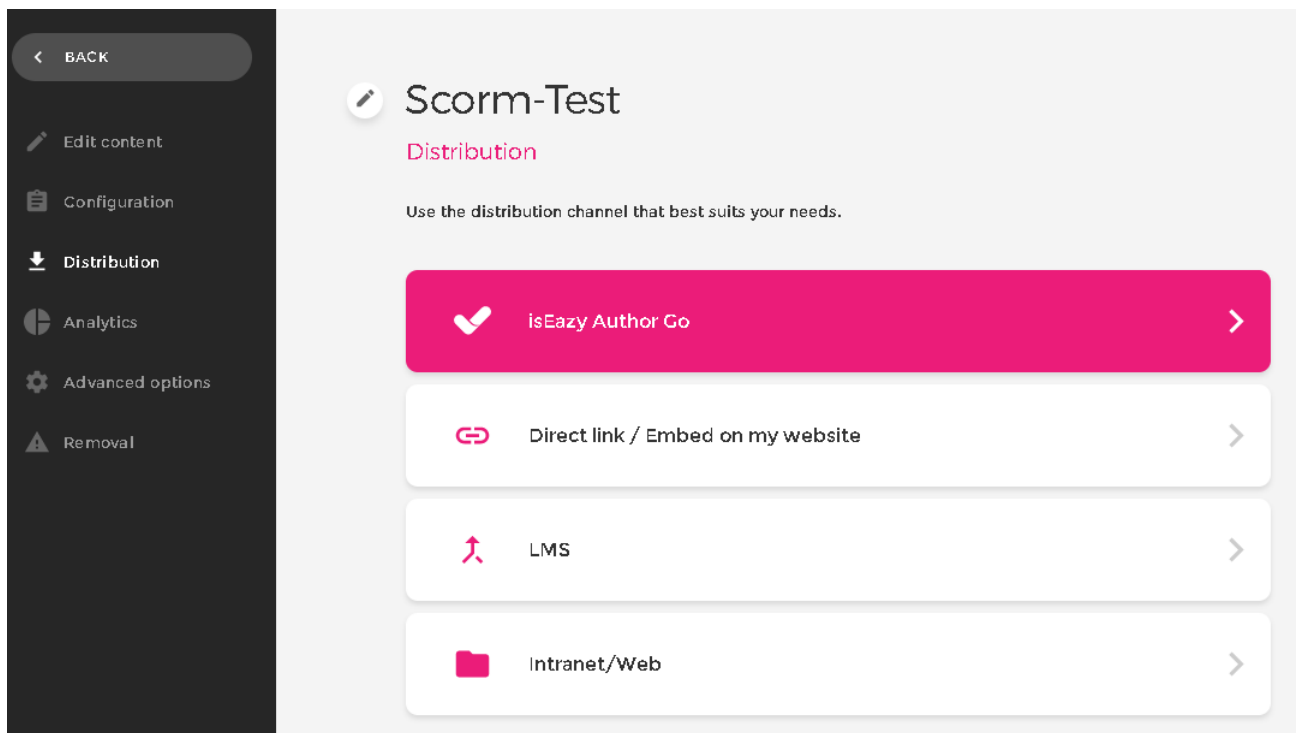 BACK
Edit content
Configuration
Distribution
Analytics
Advanced options
Removal
Scorm-Test
Distribution
Use the distribution channel that best suits your needs.
isEazy Author Go
Direct link / Embed on my website
LMS
Intranet/Web